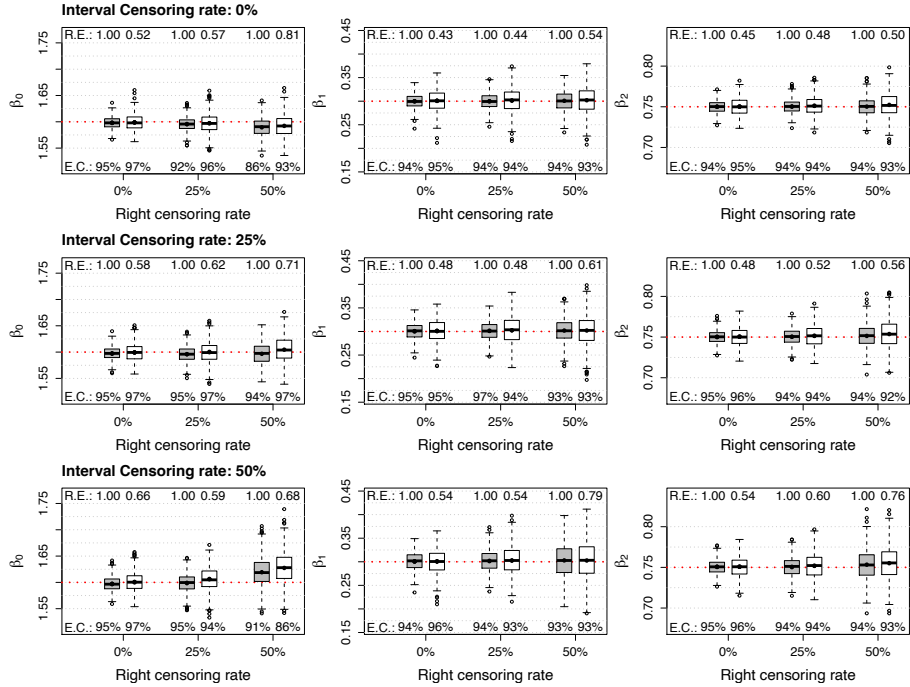 Interval Censoring rate: 0%
R.E.: 1.00 0.52 1.00 0.57 1.00 0.81
1.75
1.65
1.55
β0
E.C.: 95% 97% 92% 96% 86% 93%
0% 25% 50%
Right censoring rate
R.E.: 1.00 0.43 1.00 0.44 1.00 0.54
0.45
0.35
0.25
0.15
β1
E.C.: 94% 95% 94% 94% 94% 93%
0% 25% 50%
Right censoring rate
R.E.: 1.00 0.45 1.00 0.48 1.00 0.50
0.80
0.75
0.70
β2
E.C.: 94% 95% 94% 94% 94% 93%
0% 25% 50%
Right censoring rate
Interval Censoring rate: 25%
R.E.: 1.00 0.58 1.00 0.62 1.00 0.71
1.75
1.65
1.55
β0
E.C.: 95% 97% 95% 97% 94% 97%
0% 25% 50%
Right censoring rate
R.E.: 1.00 0.48 1.00 0.48 1.00 0.61
0.45
0.35
0.25
0.15
β1
E.C.: 95% 95% 97% 94% 93% 93%
0% 25% 50%
Right censoring rate
R.E.: 1.00 0.48 1.00 0.52 1.00 0.56
0.80
0.75
0.70
β2
E.C.: 95% 96% 94% 94% 94% 92%
0% 25% 50%
Right censoring rate
Interval Censoring rate: 50%
R.E.: 1.00 0.66 1.00 0.59 1.00 0.68
1.75
1.65
1.55
β0
E.C.: 95% 97% 95% 94% 91% 86%
0% 25% 50%
Right censoring rate
R.E.: 1.00 0.54 1.00 0.54 1.00 0.79
0.45
0.35
0.25
0.15
β1
E.C.: 94% 96% 94% 93% 93% 93%
0% 25% 50%
Right censoring rate
R.E.: 1.00 0.54 1.00 0.60 1.00 0.76
0.80
0.75
0.70
β2
E.C.: 95% 96% 94% 94% 94% 93%
0% 25% 50%
Right censoring rate